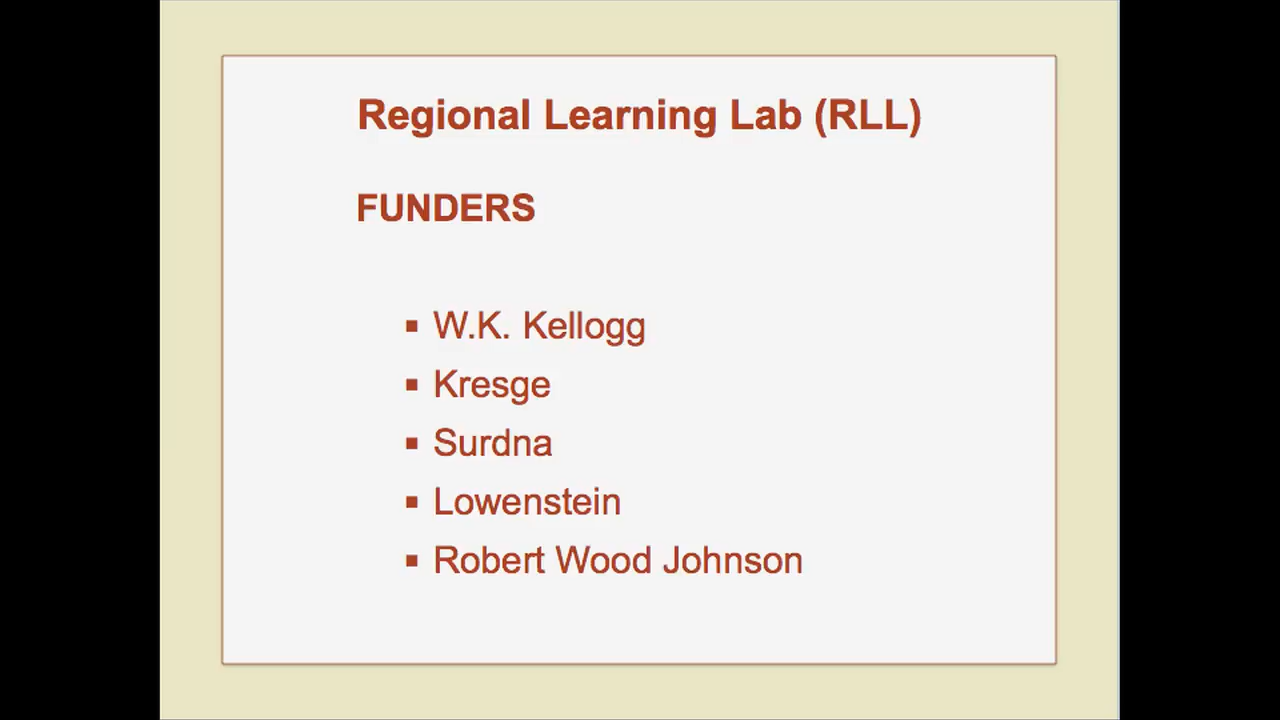 Regional Learning Lab (RLL)
FUNDERS
▪ W.K. Kellogg
▪ Kresge
▪ Surdna
▪ Lowenstein
▪ Robert Wood Johnson